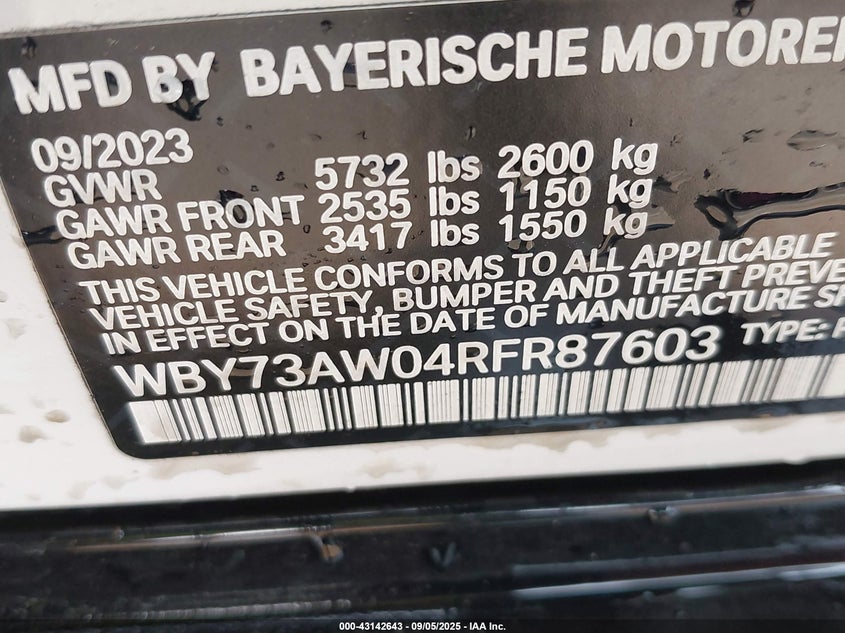 MFD BY BAYERISCHE
09/2023
GVWR 5732 lbs 2600 kg
GAWR FRONT 2535 lbs 1150 kg
GAWR REAR 3417 lbs 1550 kg
THIS VEHICLE CONFORMS TO ALL APPLICABLE
VEHICLE SAFETY, BUMPER AND THEFT
IN EFFECT ON THE DATE OF MANUFACTURE
WBY73AW04RFR87603 TYPE:
000-43142643 / 09/05/2025 - IAA Inc.